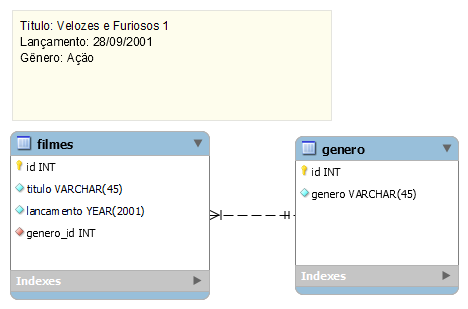 Título: Velozes e Furiosos 1
Lançamento: 28/09/2001
Gênero: Ação
filmes
id INT
titulo VARCHAR(45)
lancamento YEAR(2001)
genero_id INT
Indexes
genero
id INT
genero VARCHAR(45)
Indexes